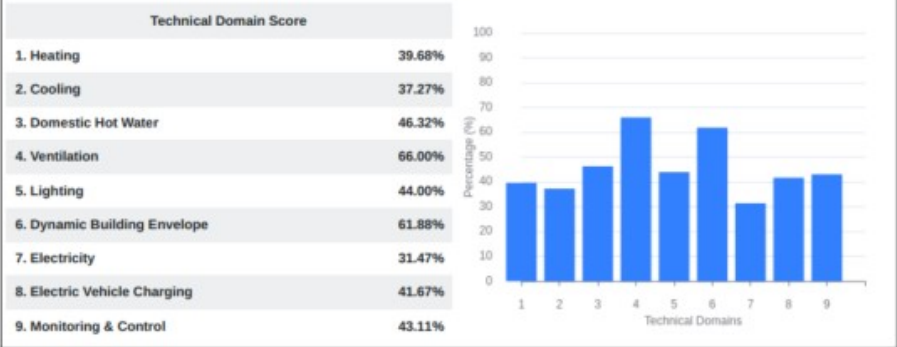 Technical Domain Score
1. Heating 39.68%
2. Cooling 37.27%
3. Domestic Hot Water 46.32%
4. Ventilation 66.00%
5. Lighting 44.00%
6. Dynamic Building Envelope 61.88%
7. Electricity 31.47%
8. Electric Vehicle Charging 41.67%
9. Monitoring & Control 43.11%
Percentage (%)
100
90
80
70
60
50
40
30
20
10
0
1 2 3 4 5 6 7 8 9
Technical Domains